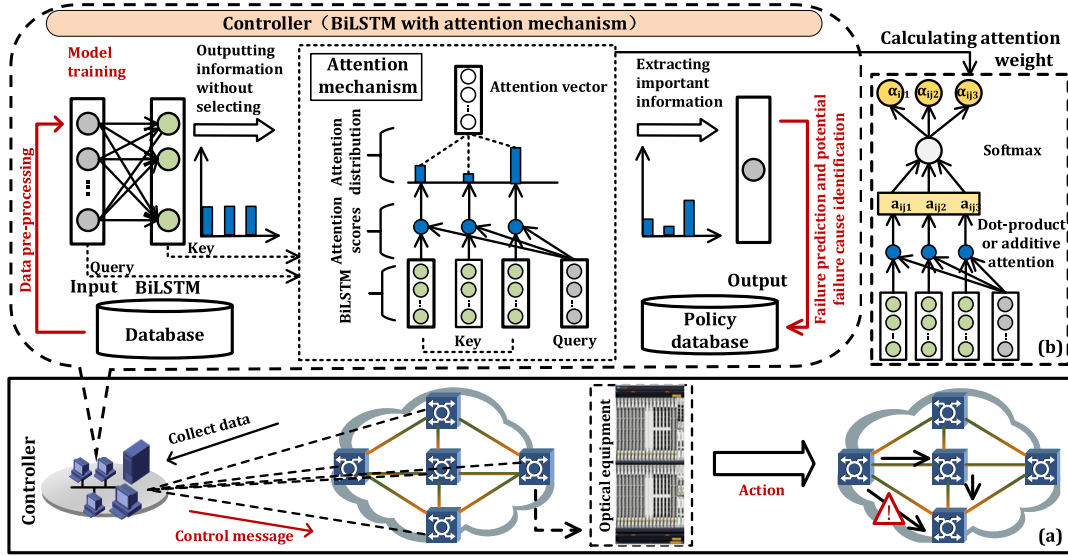 Controller（BiLSTM with attention mechanism）
Model
training
Outputting
information
without
selecting
Attention
mechanism
Attention vector
Extracting
important
information
Calculating attention
weight
Data pre-processing
Key
Query
Input
BiLSTM
Database
Attention
distribution
Attention
scores
BiLSTM
Key
Query
Output
Policy
database
Failure prediction and potential
failure cause identification
αij1
αij2
αij3
Softmax
aij1
aij2
aij3
Dot-product
or additive
attention
(b)
Controller
Collect data
Control message
Optical equipment
Action
!
(a)